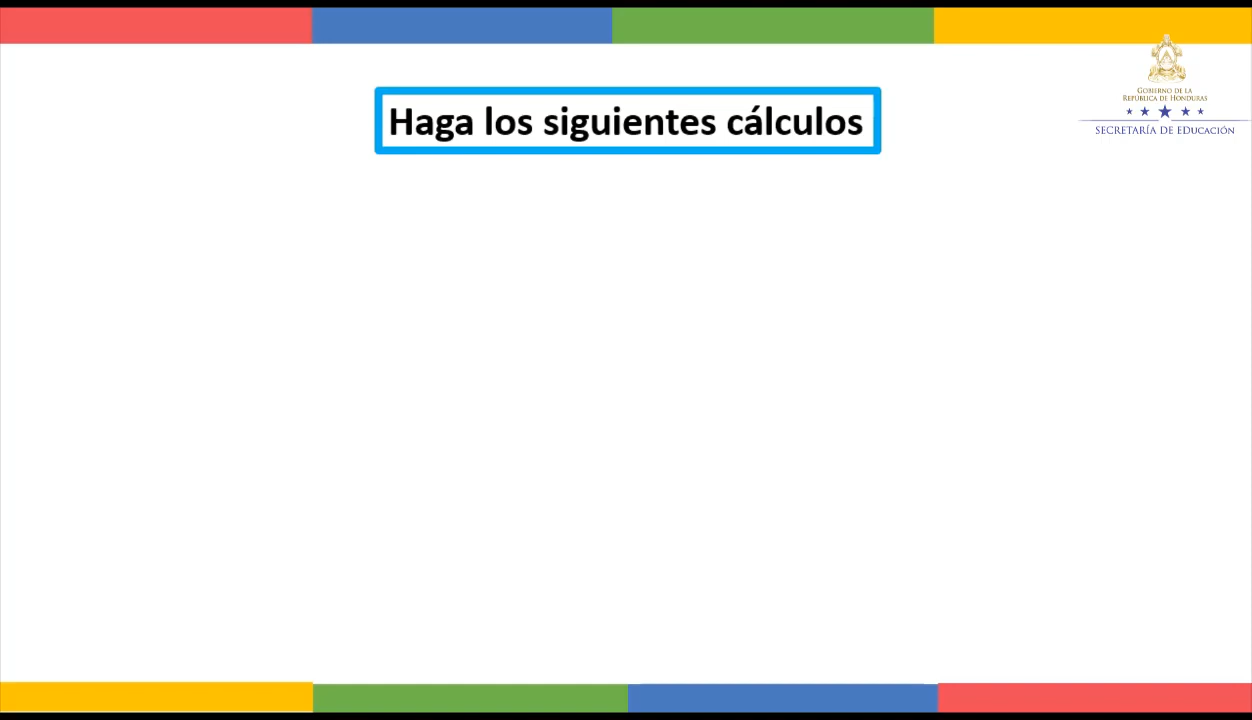 Haga los siguientes cálculos
GOBIERNO DE LA
REPÚBLICA DE HONDURAS
SECRETARÍA DE EDUCACIÓN